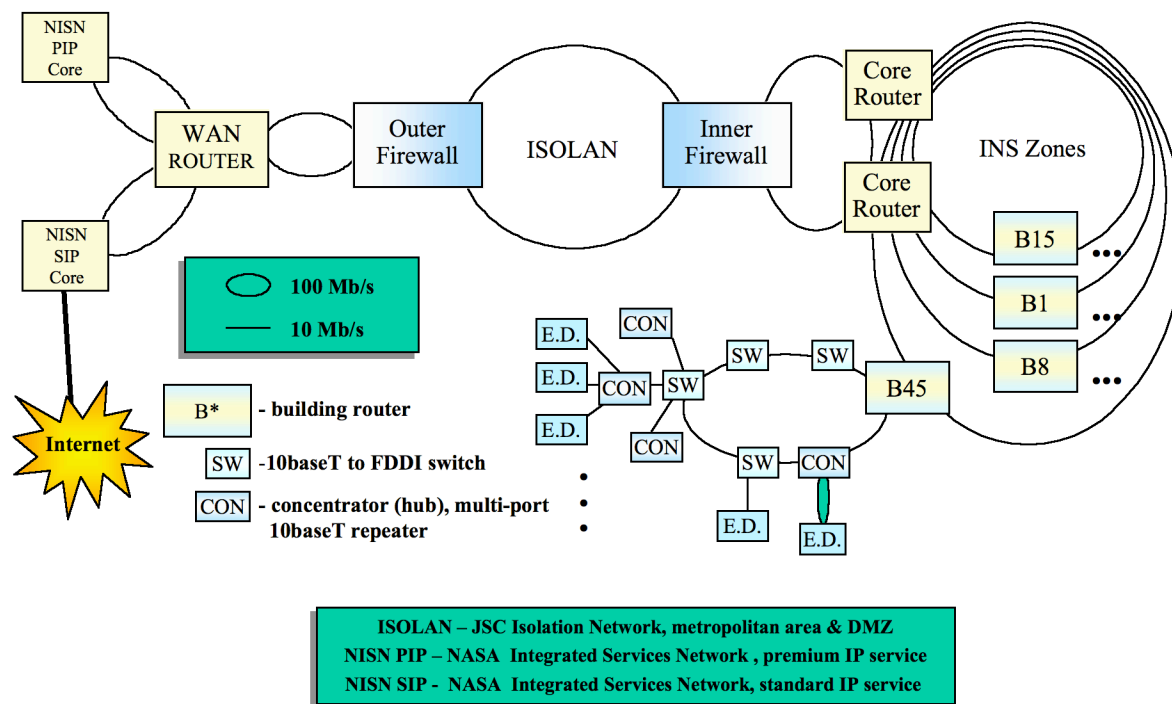 NISN
PIP
Core
WAN
ROUTER
NISN
SIP
Core
Outer
Firewall
ISOLAN
Inner
Firewall
Core
Router
Core
Router
INS Zones
B15
...
B1
...
B8
...
100 Mb/s
10 Mb/s
B*
- building router
SW
-10baseT to FDDI switch
CON
- concentrator (hub), multi-port
10baseT repeater
Internet
E.D.
E.D.
E.D.
CON
CON
CON
SW
SW
SW
B45
SW
CON
E.D.
E.D.
ISOLAN – JSC Isolation Network, metropolitan area & DMZ
NISN PIP – NASA Integrated Services Network , premium IP service
NISN SIP - NASA Integrated Services Network, standard IP service